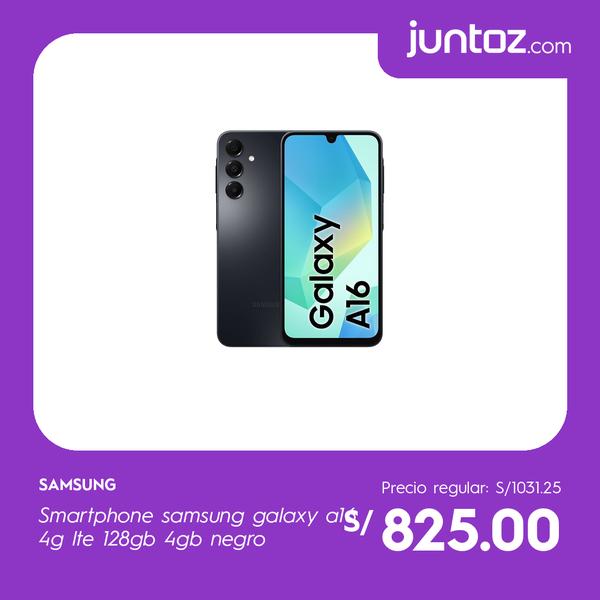 juntoz.com
Galaxy
A16
SAMSUNG
SAMSUNG
Precio regular: S/1031.25
Smartphone samsung galaxy a16
4g lte 128gb 4gb negro
S/ 825.00